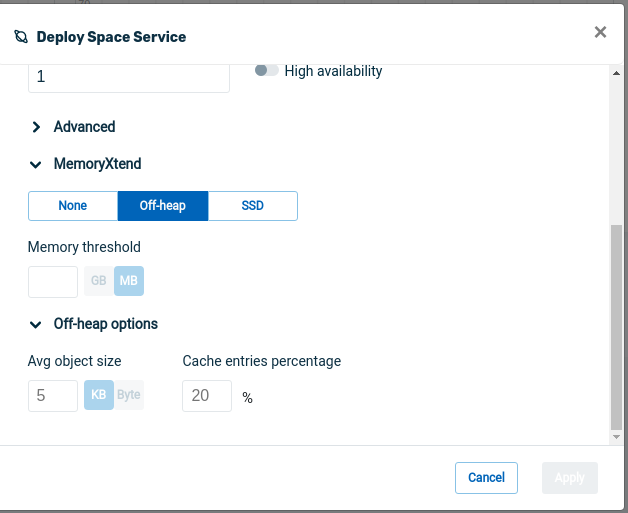 Deploy Space Service
1
High availability
Advanced
MemoryXtend
None Off-heap SSD
Memory threshold
GB MB
Off-heap options
Avg object size Cache entries percentage
5 KB Byte 20 %
Cancel Apply